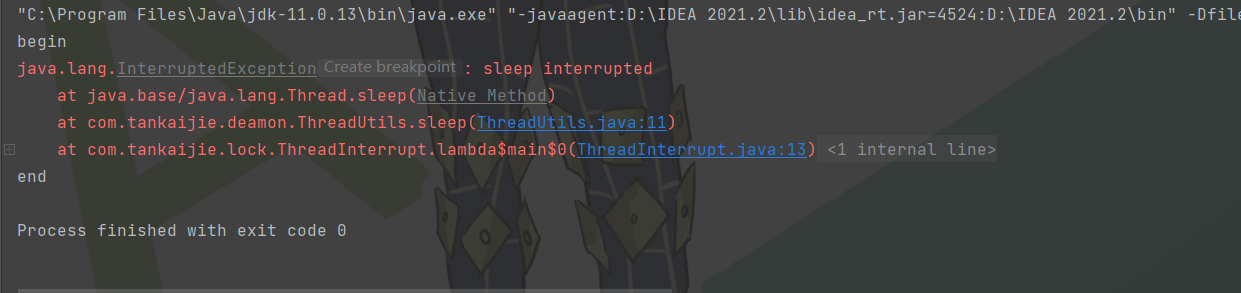 "C:\Program Files\Java\jdk-11.0.13\bin\java.exe" "-javaagent:D:\IDEA 2021.2\lib\idea_rt.jar=4524:D:\IDEA 2021.2\bin" -Dfile
begin
java.lang.InterruptedException Create breakpoint : sleep interrupted
at java.base/java.lang.Thread.sleep(Native Method)
at com.tankaijie.deamon.ThreadUtils.sleep(ThreadUtils.java:11)
at com.tankaijie.lock.ThreadInterrupt.lambda$main$0(ThreadInterrupt.java:13) <1 internal line>
end
Process finished with exit code 0